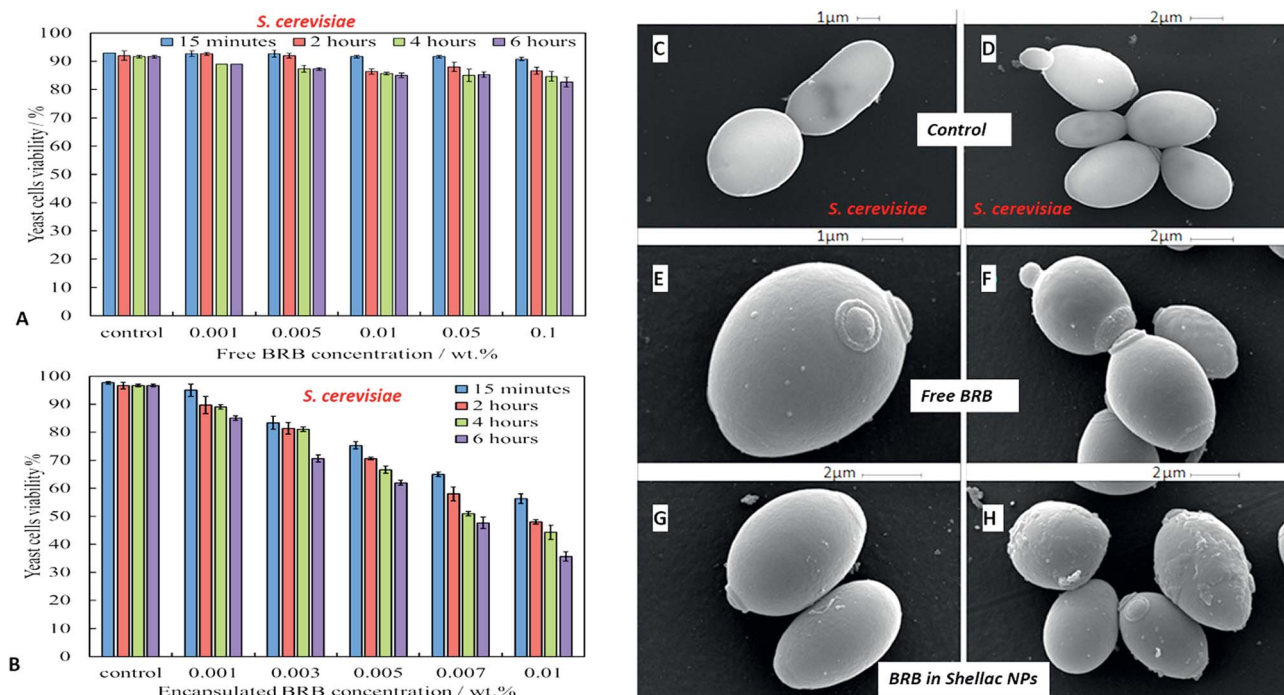 S. cerevisiae
100
90
80
70
60
50
40
30
20
10
0
15 minutes 2 hours 4 hours 6 hours
Yeast cells viability / %
control 0.001 0.005 0.01 0.05 0.1
Free BRB concentration / wt.%
A
100
90
80
70
60
50
40
30
20
10
0
S. cerevisiae
15 minutes
2 hours
4 hours
6 hours
Yeast cells viability %
control 0.001 0.003 0.005 0.007 0.01
Encapsulated BRB concentration / wt.%
B
1µm
2µm
C
D
Control
S. cerevisiae
S. cerevisiae
1µm
2µm
E
F
Free BRB
2µm
2µm
G
H
BRB in Shellac NPs